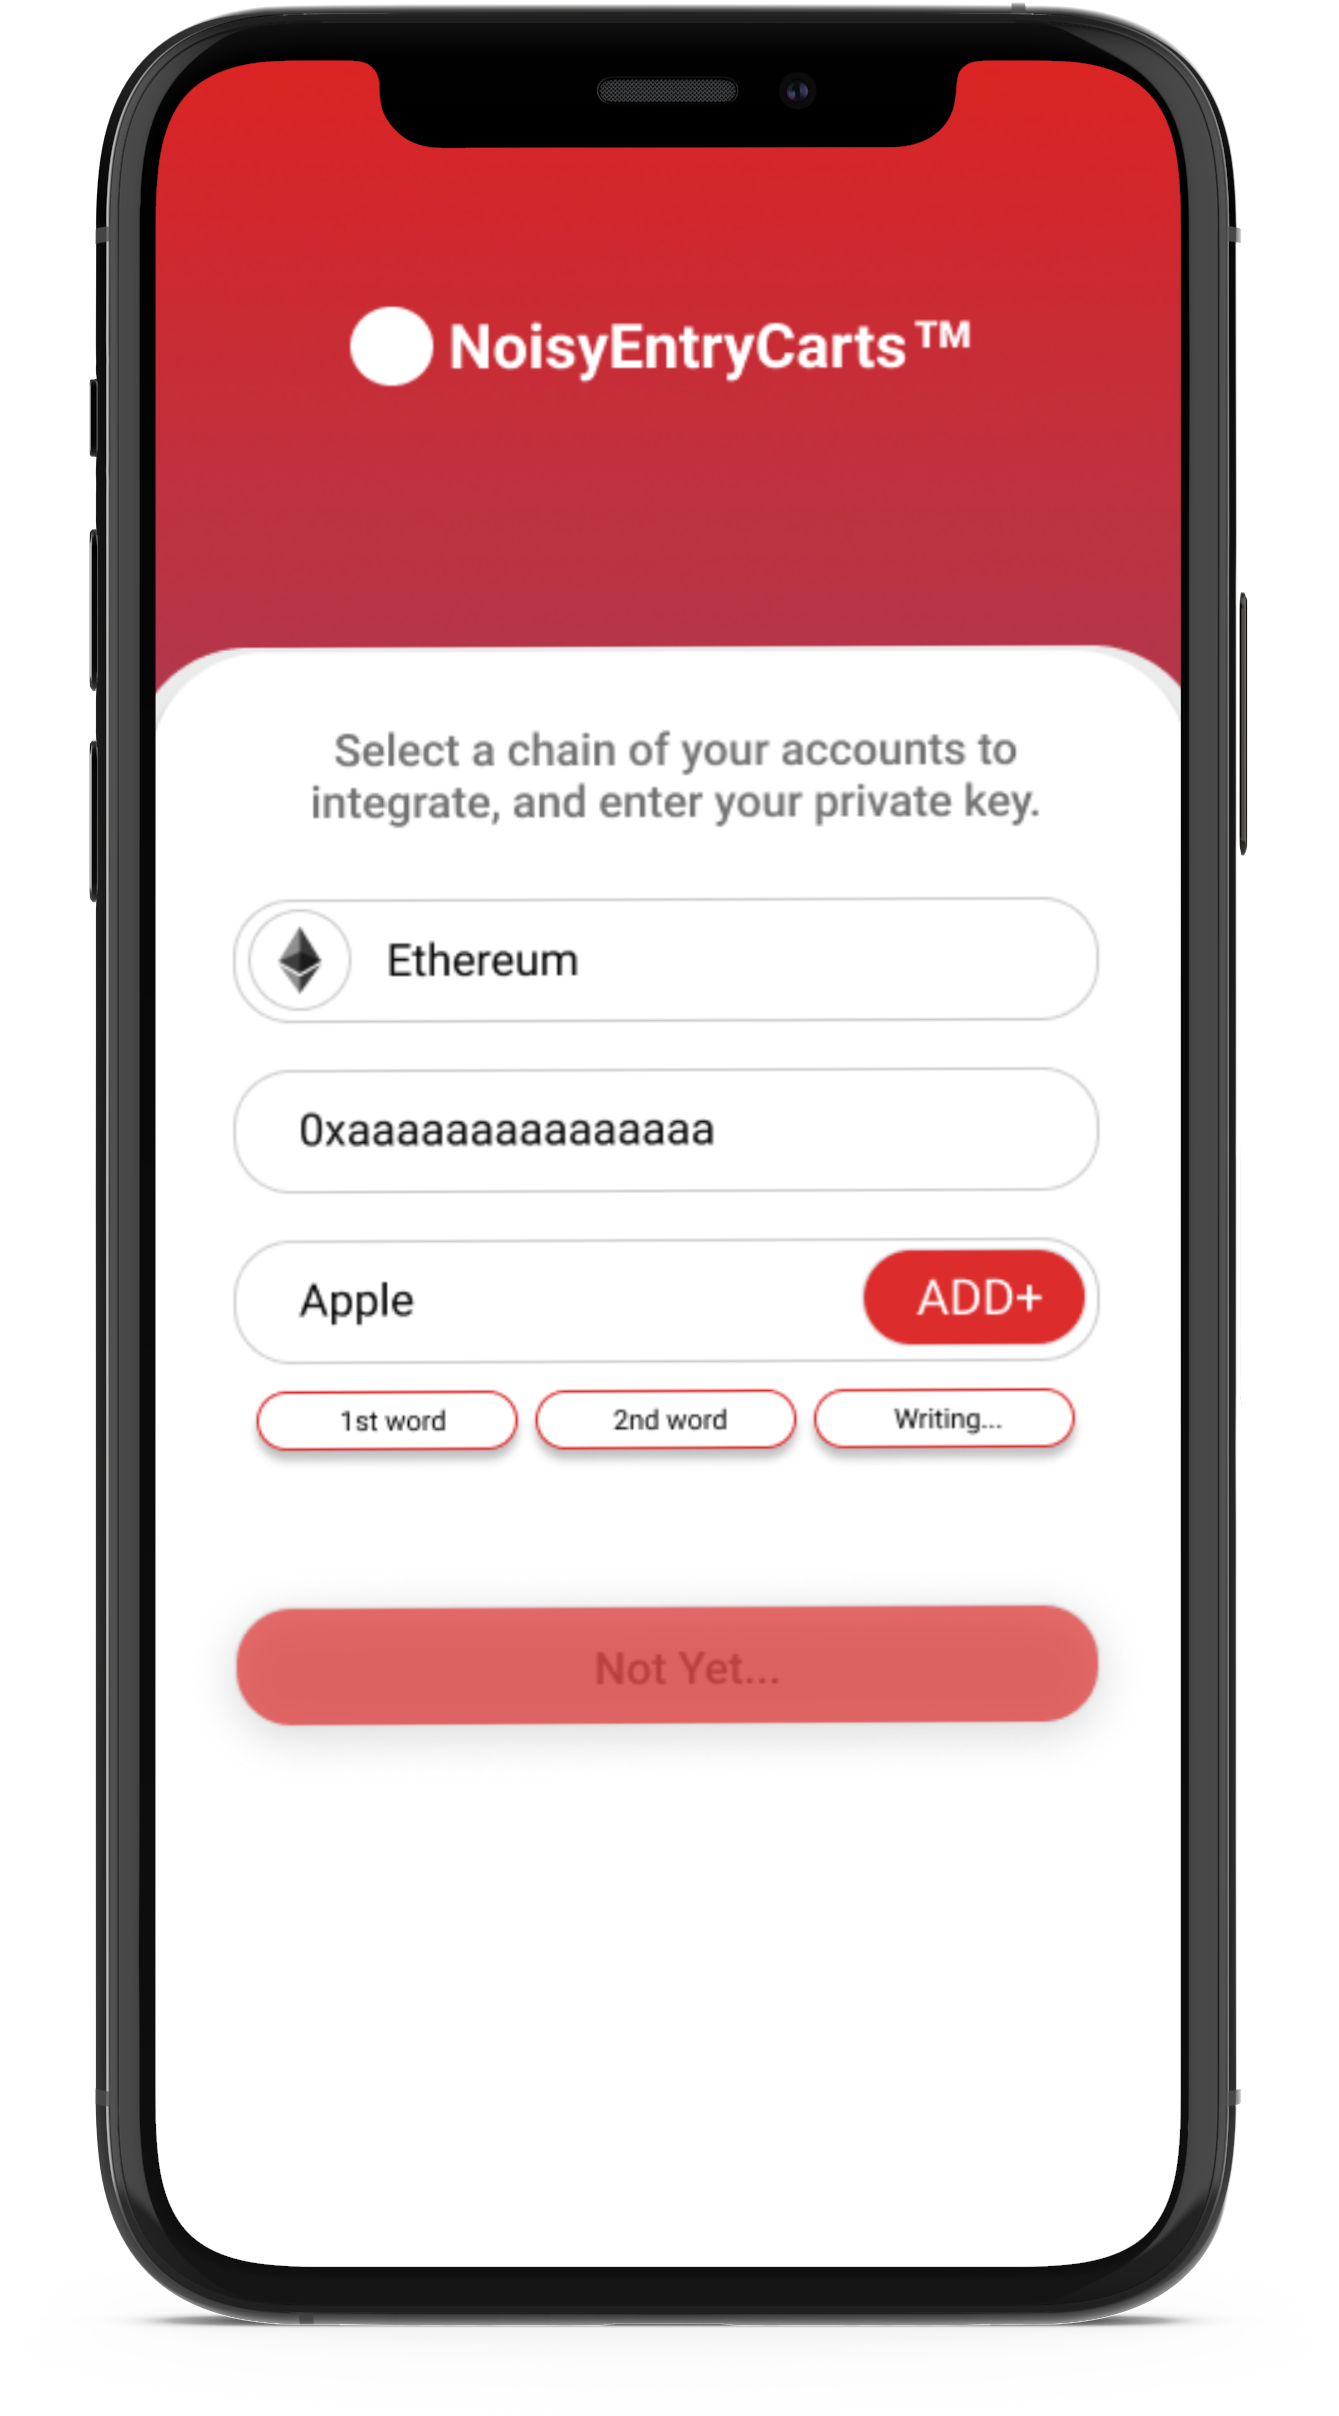 NoisyEntryCarts™
Select a chain of your accounts to
integrate, and enter your private key.
Ethereum
0xaaaaaaaaaaaaaaa
Apple
ADD+
1st word
2nd word
Writing...
Not Yet...